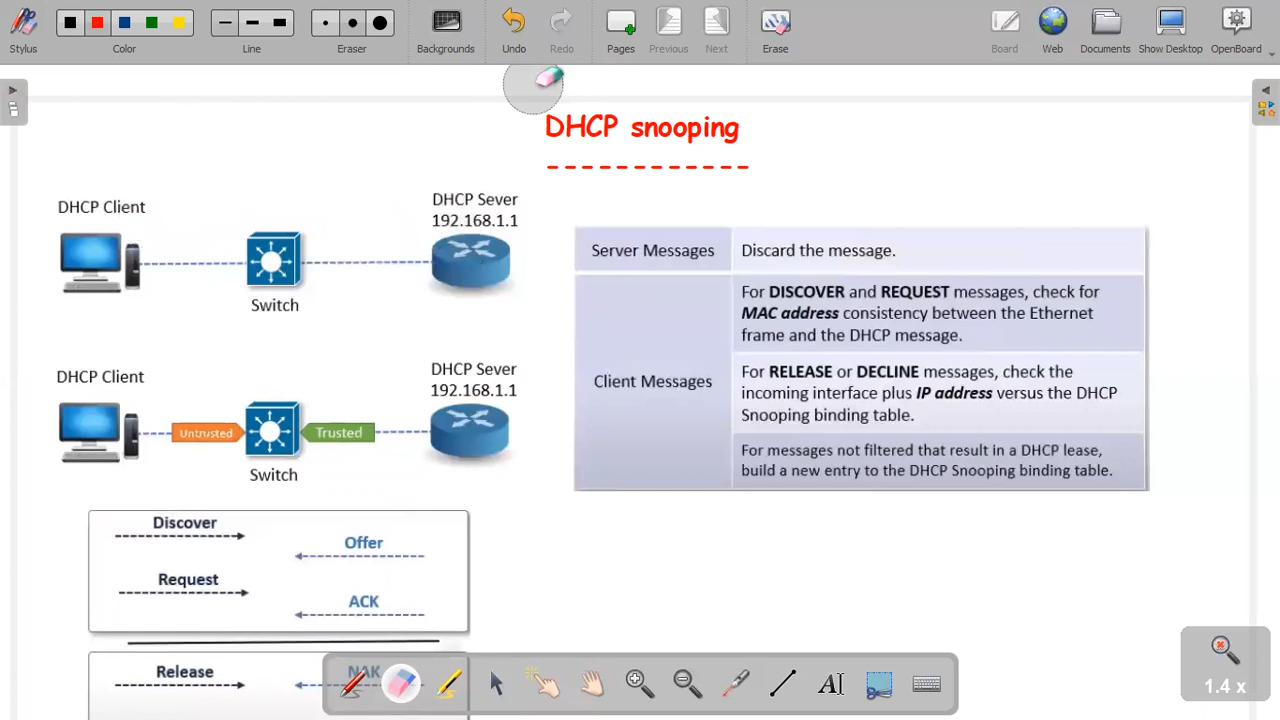 Stylus
Color
Line
Eraser
Backgrounds
Undo
Redo
Pages
Previous
Next
Erase
Board
Web
Documents
Show Desktop
OpenBoard
DHCP snooping
------------
DHCP Client
DHCP Sever
192.168.1.1
Switch
DHCP Client
DHCP Sever
192.168.1.1
Untrusted
Trusted
Switch
Discover
Offer
Request
ACK
Release
NAK
Server Messages
Discard the message.
Client Messages
For DISCOVER and REQUEST messages, check for
MAC address consistency between the Ethernet
frame and the DHCP message.
For RELEASE or DECLINE messages, check the
incoming interface plus IP address versus the DHCP
Snooping binding table.
For messages not filtered that result in a DHCP lease,
build a new entry to the DHCP Snooping binding table.
1.4 x